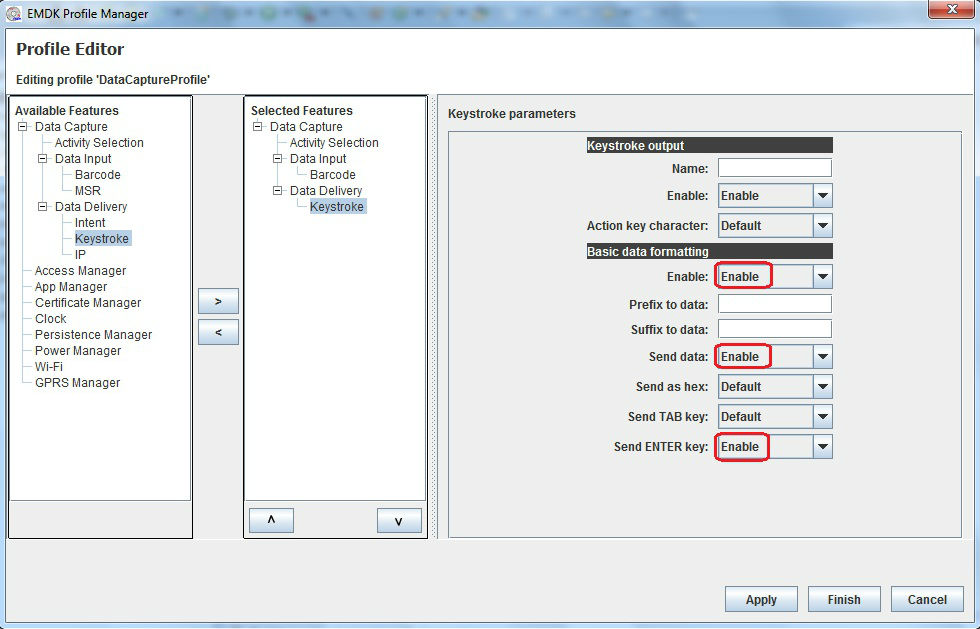 EMDK Profile Manager
x
Profile Editor
Editing profile 'DataCaptureProfile'
Available Features
Data Capture
Activity Selection
Data Input
Barcode
MSR
Data Delivery
Intent
Keystroke
IP
Access Manager
App Manager
Certificate Manager
Clock
Persistence Manager
Power Manager
Wi-Fi
GPRS Manager
>
<
Selected Features
Data Capture
Activity Selection
Data Input
Barcode
Data Delivery
Keystroke
^
v
Keystroke parameters
Keystroke output
Name:
Enable: Enable
Action key character: Default
Basic data formatting
Enable: Enable
Prefix to data:
Suffix to data:
Send data: Enable
Send as hex: Default
Send TAB key: Default
Send ENTER key: Enable
Apply Finish Cancel